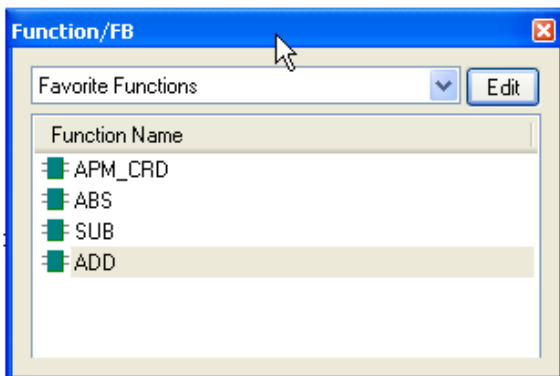 Function/FB
Favorite Functions
Edit
Function Name
APM_CRD
ABS
SUB
ADD